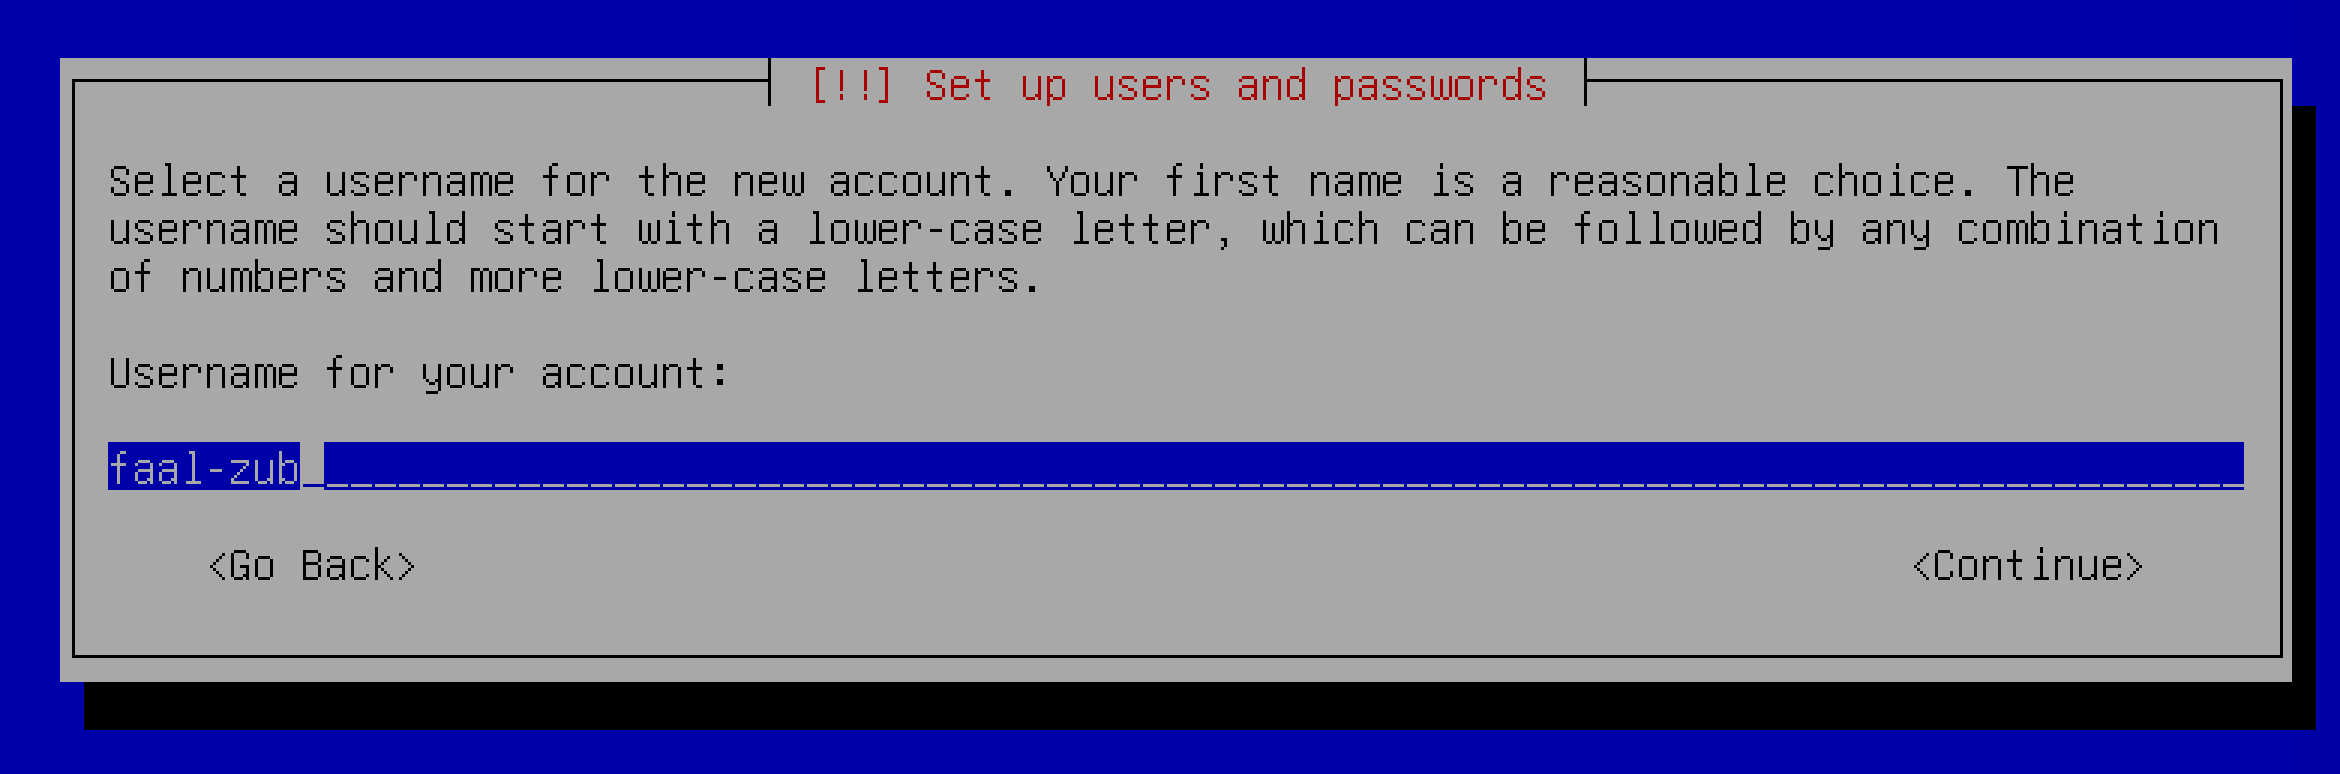 [!!] Set up users and passwords
Select a username for the new account. Your first name is a reasonable choice. The
username should start with a lower-case letter, which can be followed by any combination
of numbers and more lower-case letters.
Username for your account:
faal-zub
<Go Back> <Continue>